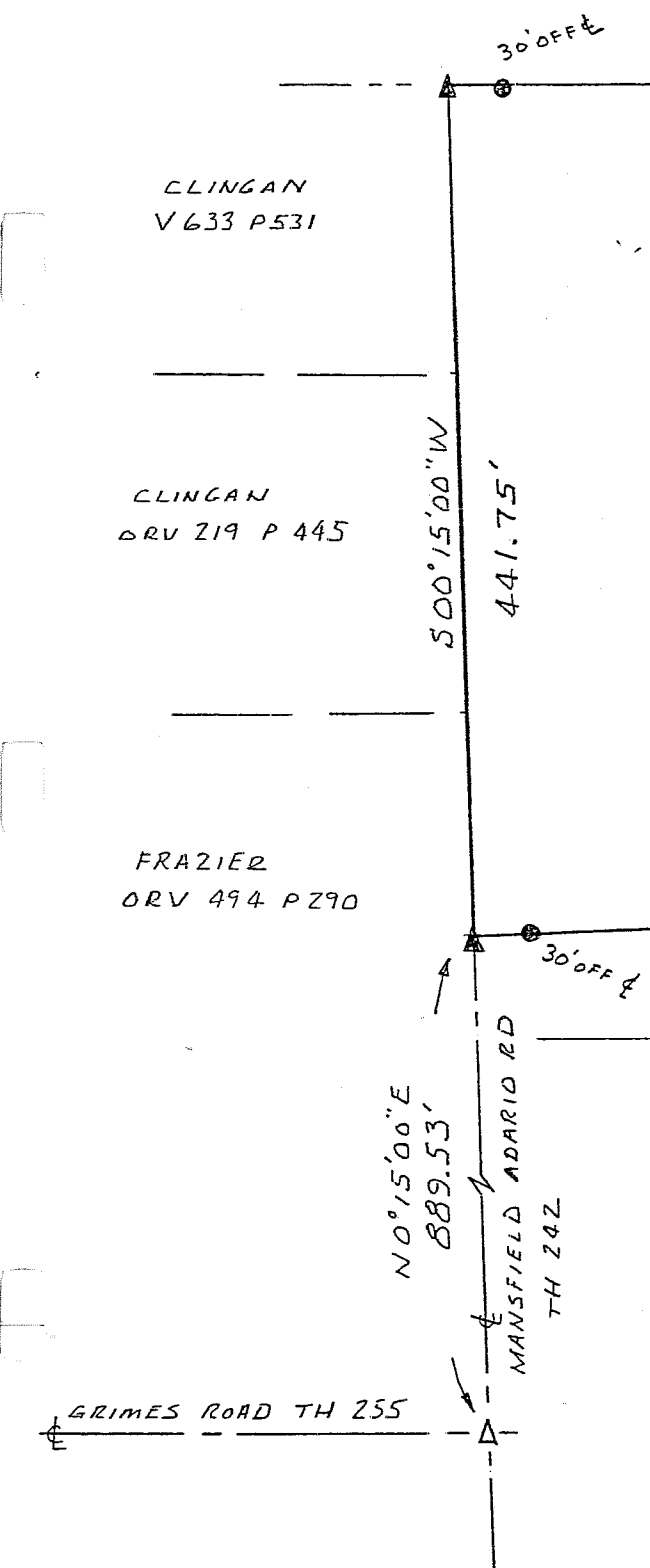 30'OFF ℄
CLINGAN
V 633 P531
CLINGAN
ORV 219 P 445
S00°15'00"W
441.75'
FRAZIER
ORV 494 P290
30'OFF ℄
N0°15'00"E
889.53'
MANSFIELD ADARIO RD
TH 242
℄
GRIMES ROAD TH 255
℄